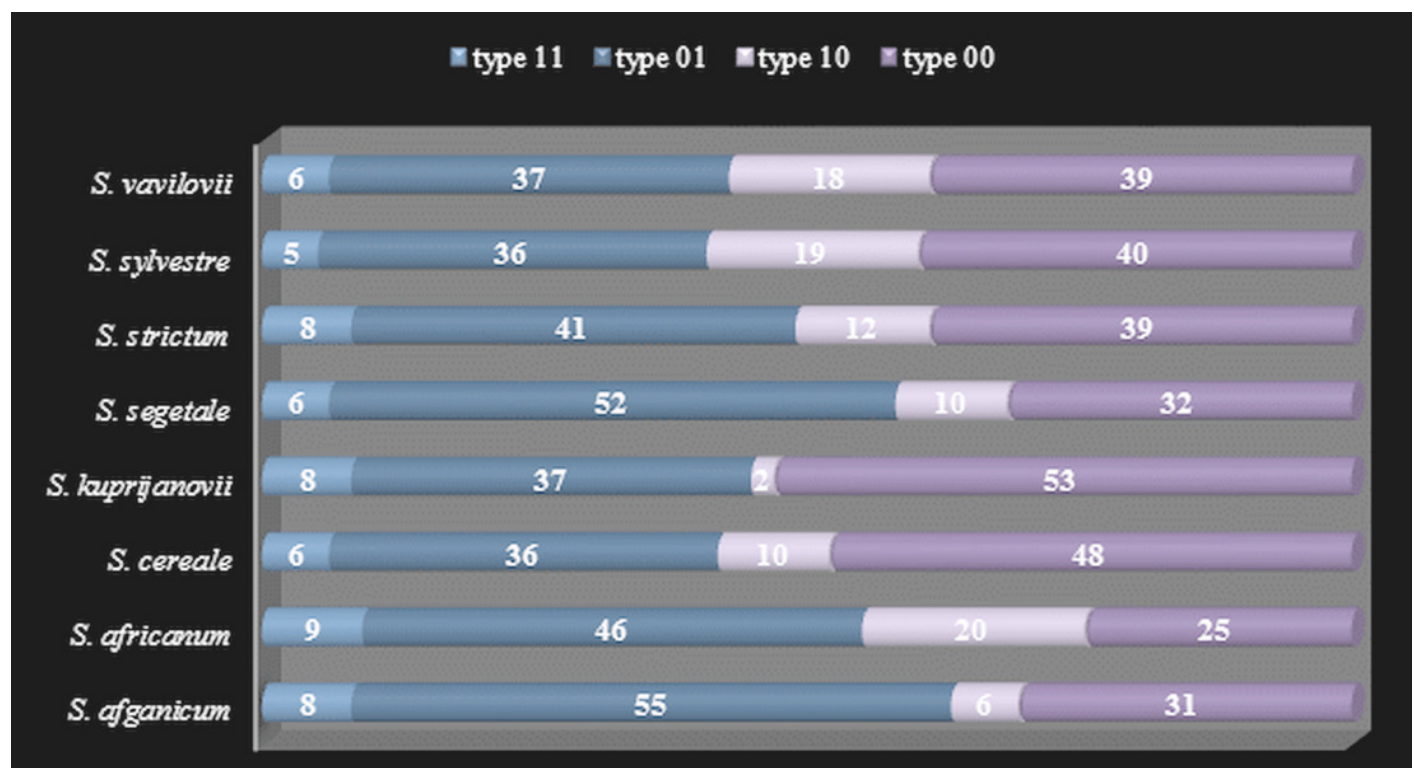 type 11 type 01 type 10 type 00
S. vavilovii 6 37 18 39
S. sylvestre 5 36 19 40
S. strictum 8 41 12 39
S. segetale 6 52 10 32
S. kuprijanovii 8 37 2 53
S. cereale 6 36 10 48
S. africanum 9 46 20 25
S. afganicum 8 55 6 31